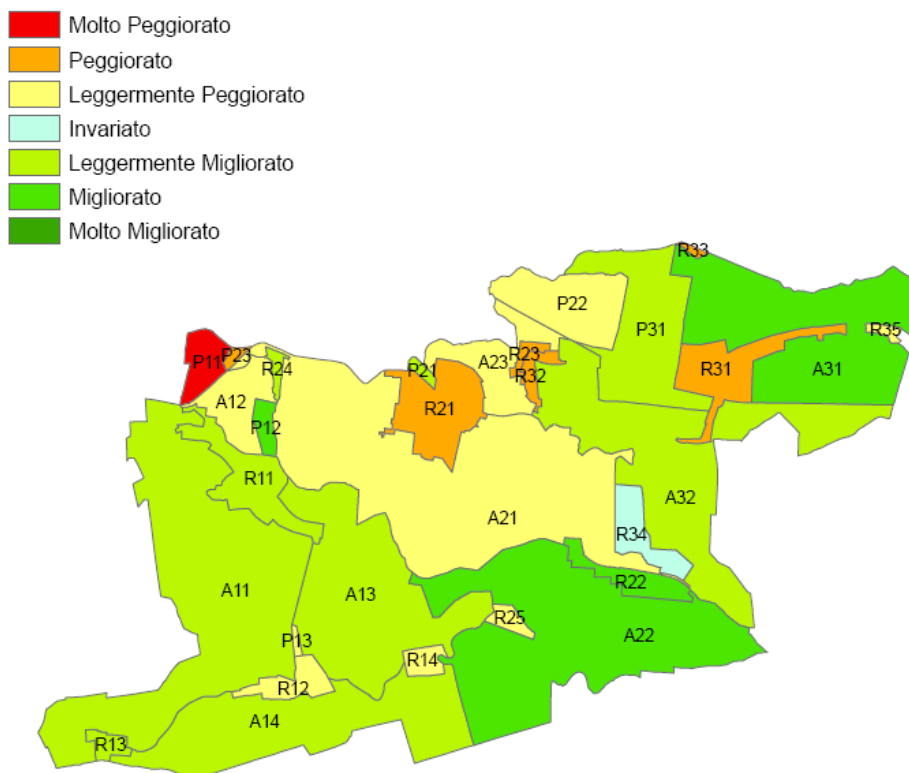 Molto Peggiorato
Peggiorato
Leggermente Peggiorato
Invariato
Leggermente Migliorato
Migliorato
Molto Migliorato
R33
P22
P31
R35
P11
P23
R24
P21
A23
R23
R32
R31
A31
A12
R21
P12
R11
A32
A21
R34
A11
A13
R22
A22
R25
P13
R14
R12
A14
R13